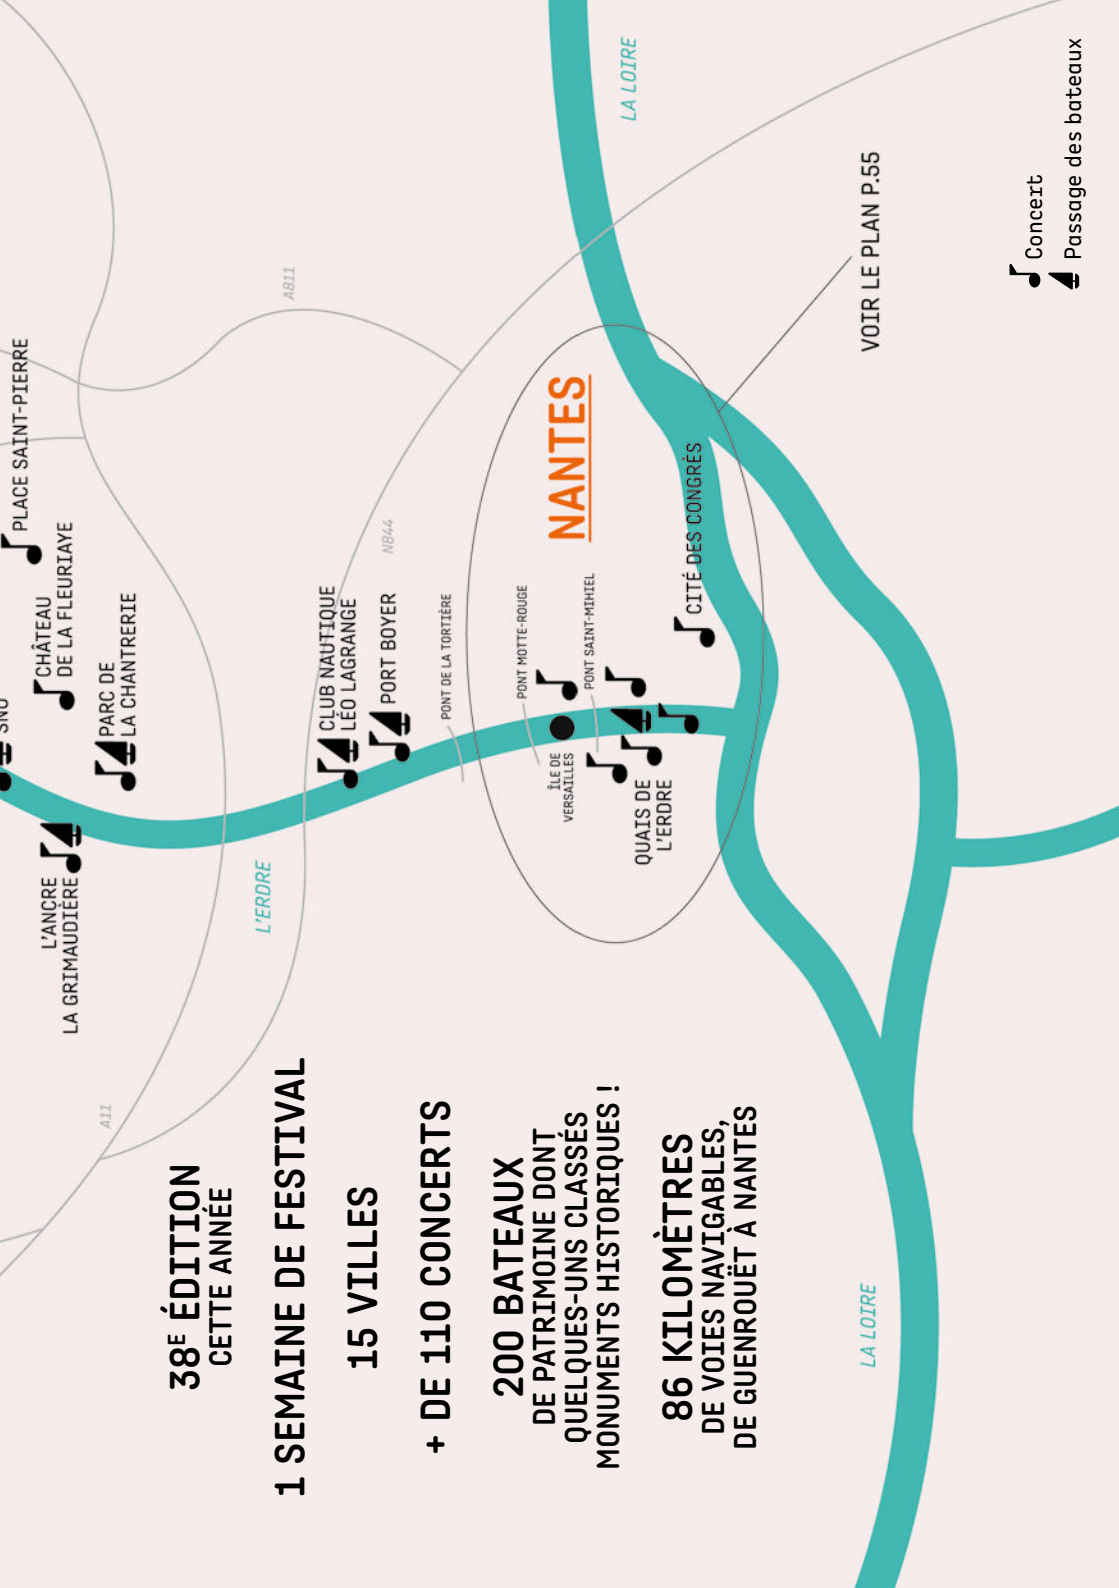 38E ÉDITION
CETTE ANNÉE
1 SEMAINE DE FESTIVAL
15 VILLES
+ DE 110 CONCERTS
200 BATEAUX
DE PATRIMOINE DONT
QUELQUES-UNS CLASSÉS
MONUMENTS HISTORIQUES !
86 KILOMÈTRES
DE VOIES NAVIGABLES,
DE GUENROUËT À NANTES
A11
L'ANCRE
LA GRIMAUDIÈRE
SNO
PLACE SAINT-PIERRE
CHÂTEAU
DE LA FLEURIAYE
PARC DE
LA CHANTRERIE
L'ERDRE
A811
CLUB NAUTIQUE
LÉO LAGRANGE
N844
PORT BOYER
PONT DE LA TORTIÈRE
PONT MOTTE-ROUGE
NANTES
ÎLE DE
VERSAILLES
PONT SAINT-MIHIEL
QUAIS DE
L'ERDRE
CITÉ DES CONGRÈS
LA LOIRE
LA LOIRE
VOIR LE PLAN P.55
Concert
Passage des bateaux